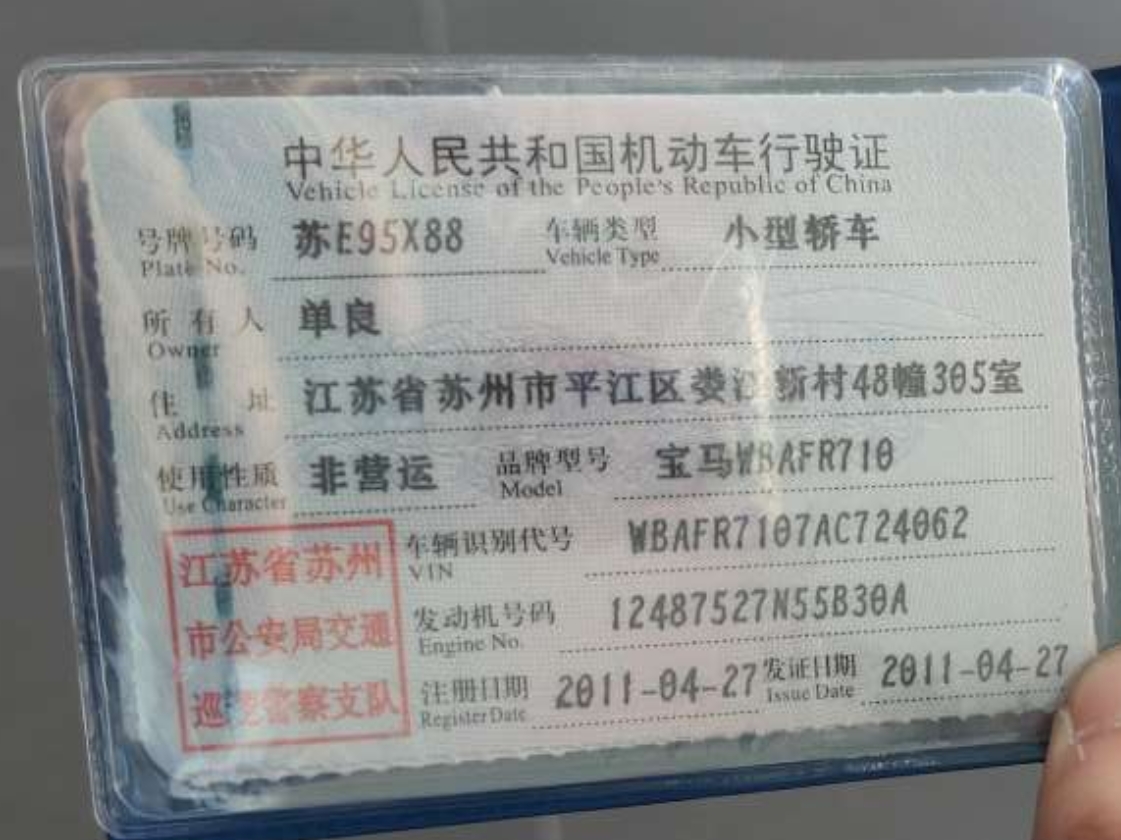 中华人民共和国机动车行驶证
Vehicle License of the People's Republic of China
号牌号码 苏E95X88 车辆类型 小型轿车
Plate No. Vehicle Type
所有人 单良
Owner
住址 江苏省苏州市平江区娄江新村48幢305室
Address
使用性质 非营运 品牌型号 宝马WBAFR710
Use Character Model
车辆识别代号 WBAFR7107AC724062
VIN
发动机号码 12487527N55B30A
Engine No.
注册日期 2011-04-27 发证日期 2011-04-27
Register Date Issue Date
江苏省苏州
市公安局交通
巡逻警察支队